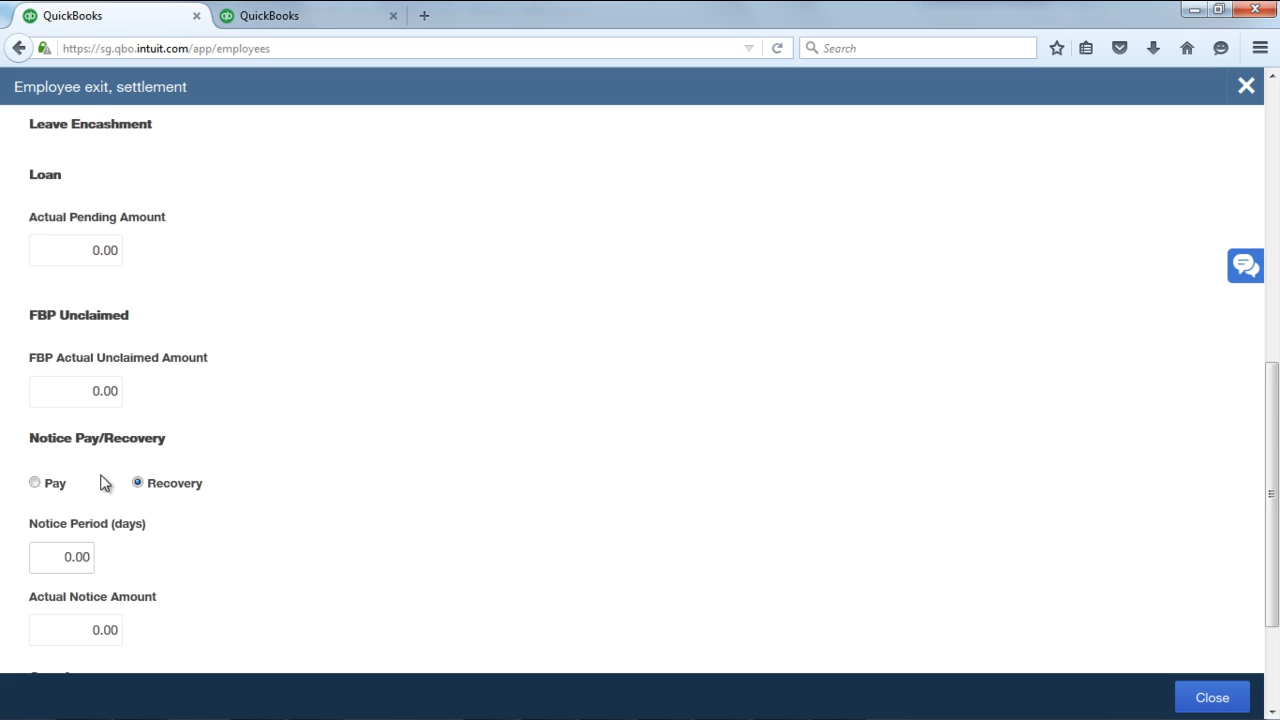 QuickBooks
QuickBooks
https://sg.qbo.intuit.com/app/employees
Search
Employee exit, settlement
Leave Encashment
Loan
Actual Pending Amount
0.00
FBP Unclaimed
FBP Actual Unclaimed Amount
0.00
Notice Pay/Recovery
Pay
Recovery
Notice Period (days)
0.00
Actual Notice Amount
0.00
Close